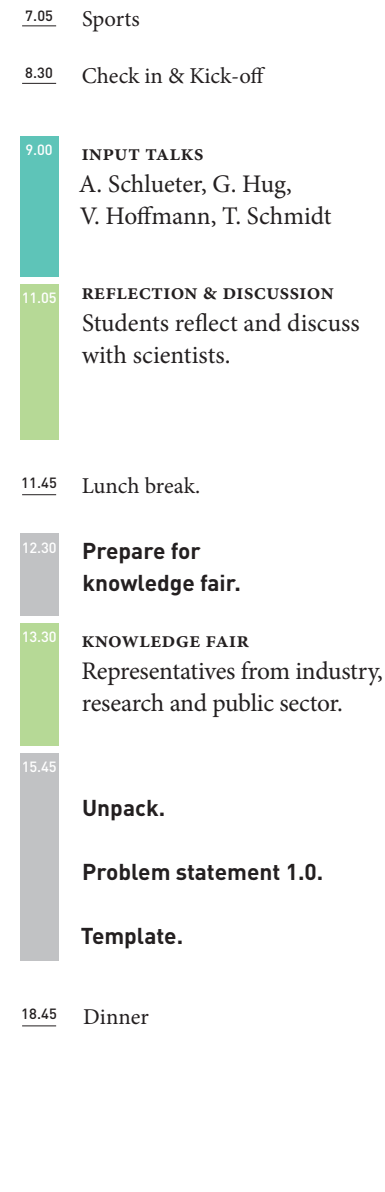 7.05 Sports
8.30 Check in & Kick-off
9.00 INPUT TALKS
A. Schlueter, G. Hug,
V. Hoffmann, T. Schmidt
11.05 REFLECTION & DISCUSSION
Students reflect and discuss
with scientists.
11.45 Lunch break.
12.30 Prepare for
knowledge fair.
13.30 KNOWLEDGE FAIR
Representatives from industry,
research and public sector.
15.45
Unpack.
Problem statement 1.0.
Template.
18.45 Dinner